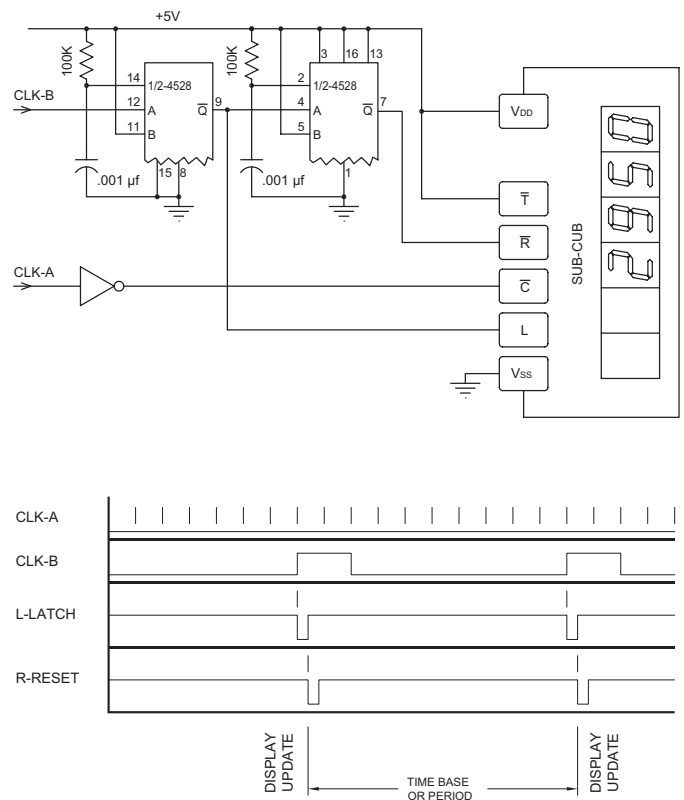 +5V
100K
100K
3
16
13
14
1/2-4528
2
1/2-4528
VDD
CLK-B
12
A
Q
9
4
A
Q
7
11
B
5
B
.001 µf
15
8
.001 µf
1
T
R
SUB-CUB
0592
CLK-A
C
L
VSS
CLK-A
CLK-B
L-LATCH
R-RESET
DISPLAY
UPDATE
TIME BASE
OR PERIOD
DISPLAY
UPDATE